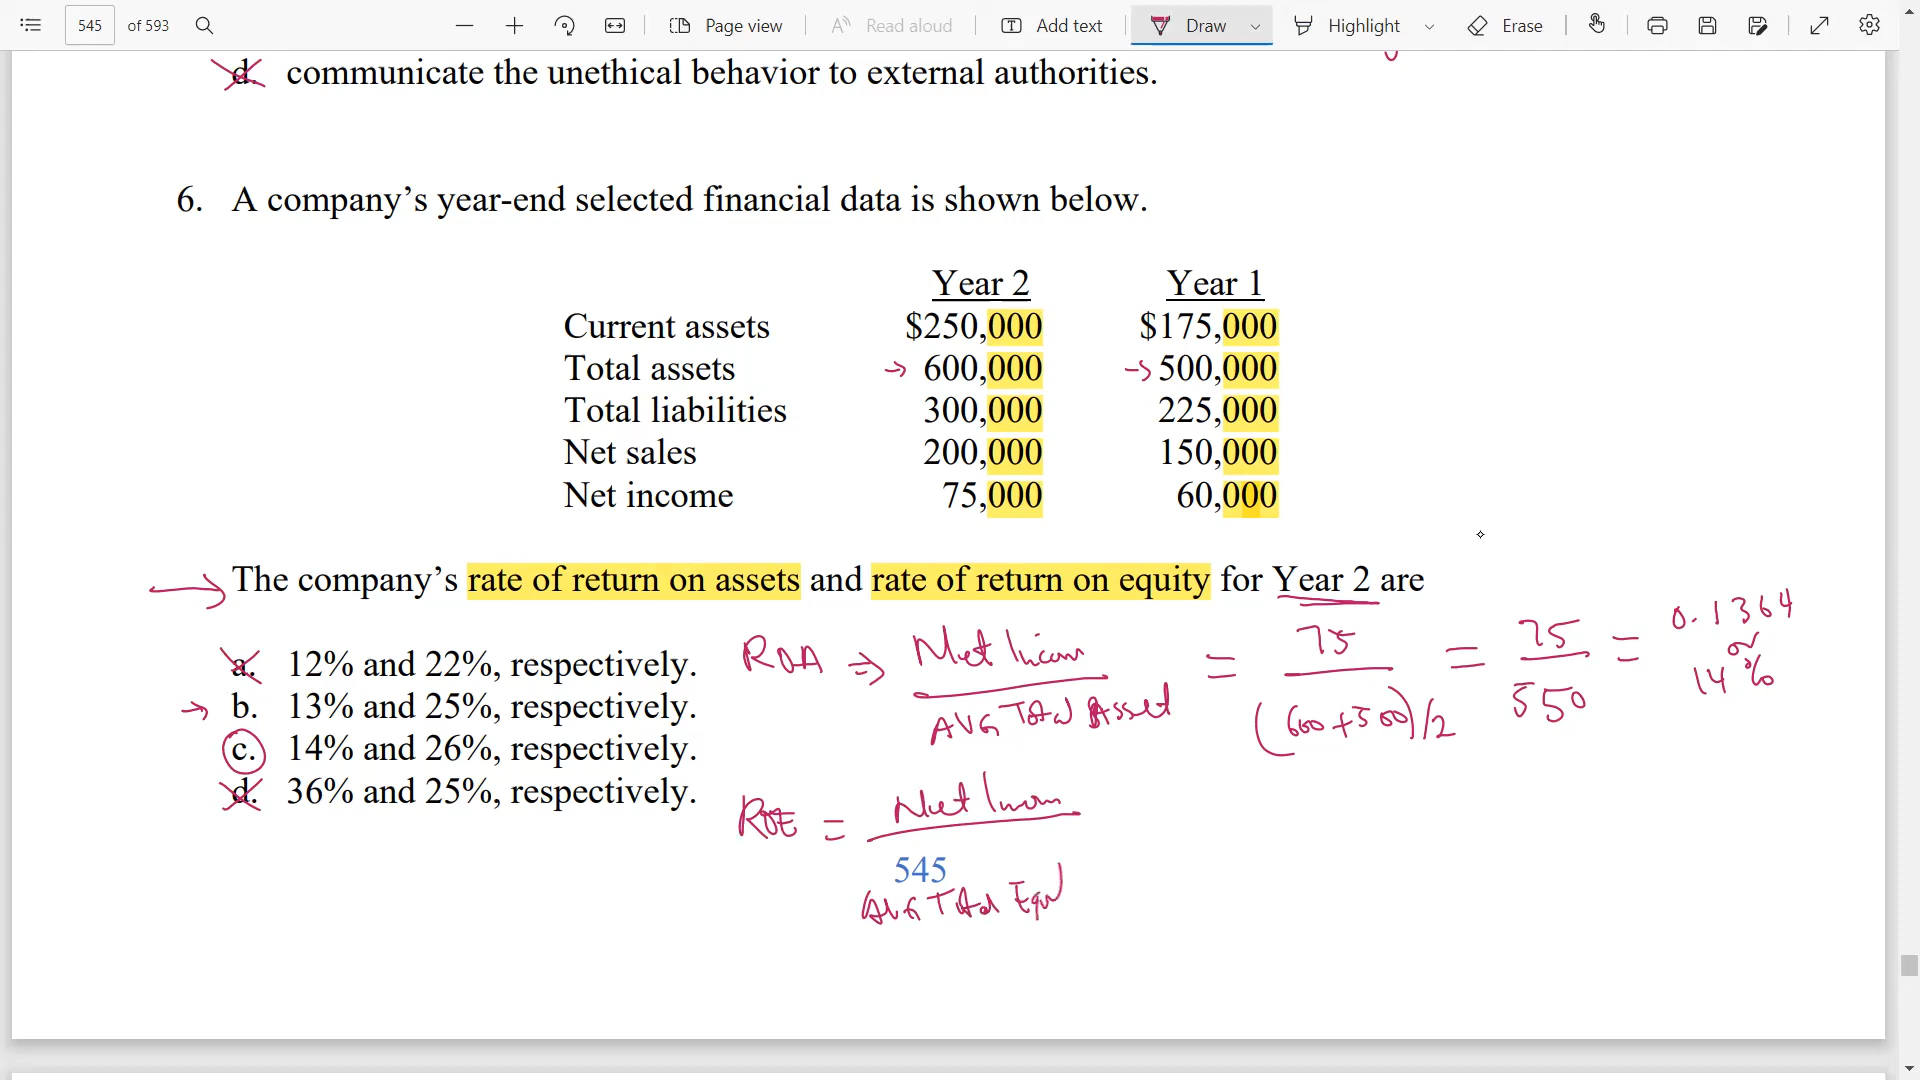 545 of 593 Page view Read aloud Add text Draw Highlight Erase
d. communicate the unethical behavior to external authorities.
6. A company’s year-end selected financial data is shown below.
Year 2 Year 1
Current assets $250,000 $175,000
Total assets → 600,000 → 500,000
Total liabilities 300,000 225,000
Net sales 200,000 150,000
Net income 75,000 60,000
→ The company’s rate of return on assets and rate of return on equity for Year 2 are
a. 12% and 22%, respectively.
→ b. 13% and 25%, respectively.
c. 14% and 26%, respectively.
d. 36% and 25%, respectively.
ROA ⇒ Net Incom / AVG Total Asset = 75 / (600+500)/2 = 75 / 550 = 0.1364 or 14%
ROE = Net Incom /
545
AVG Total Equ